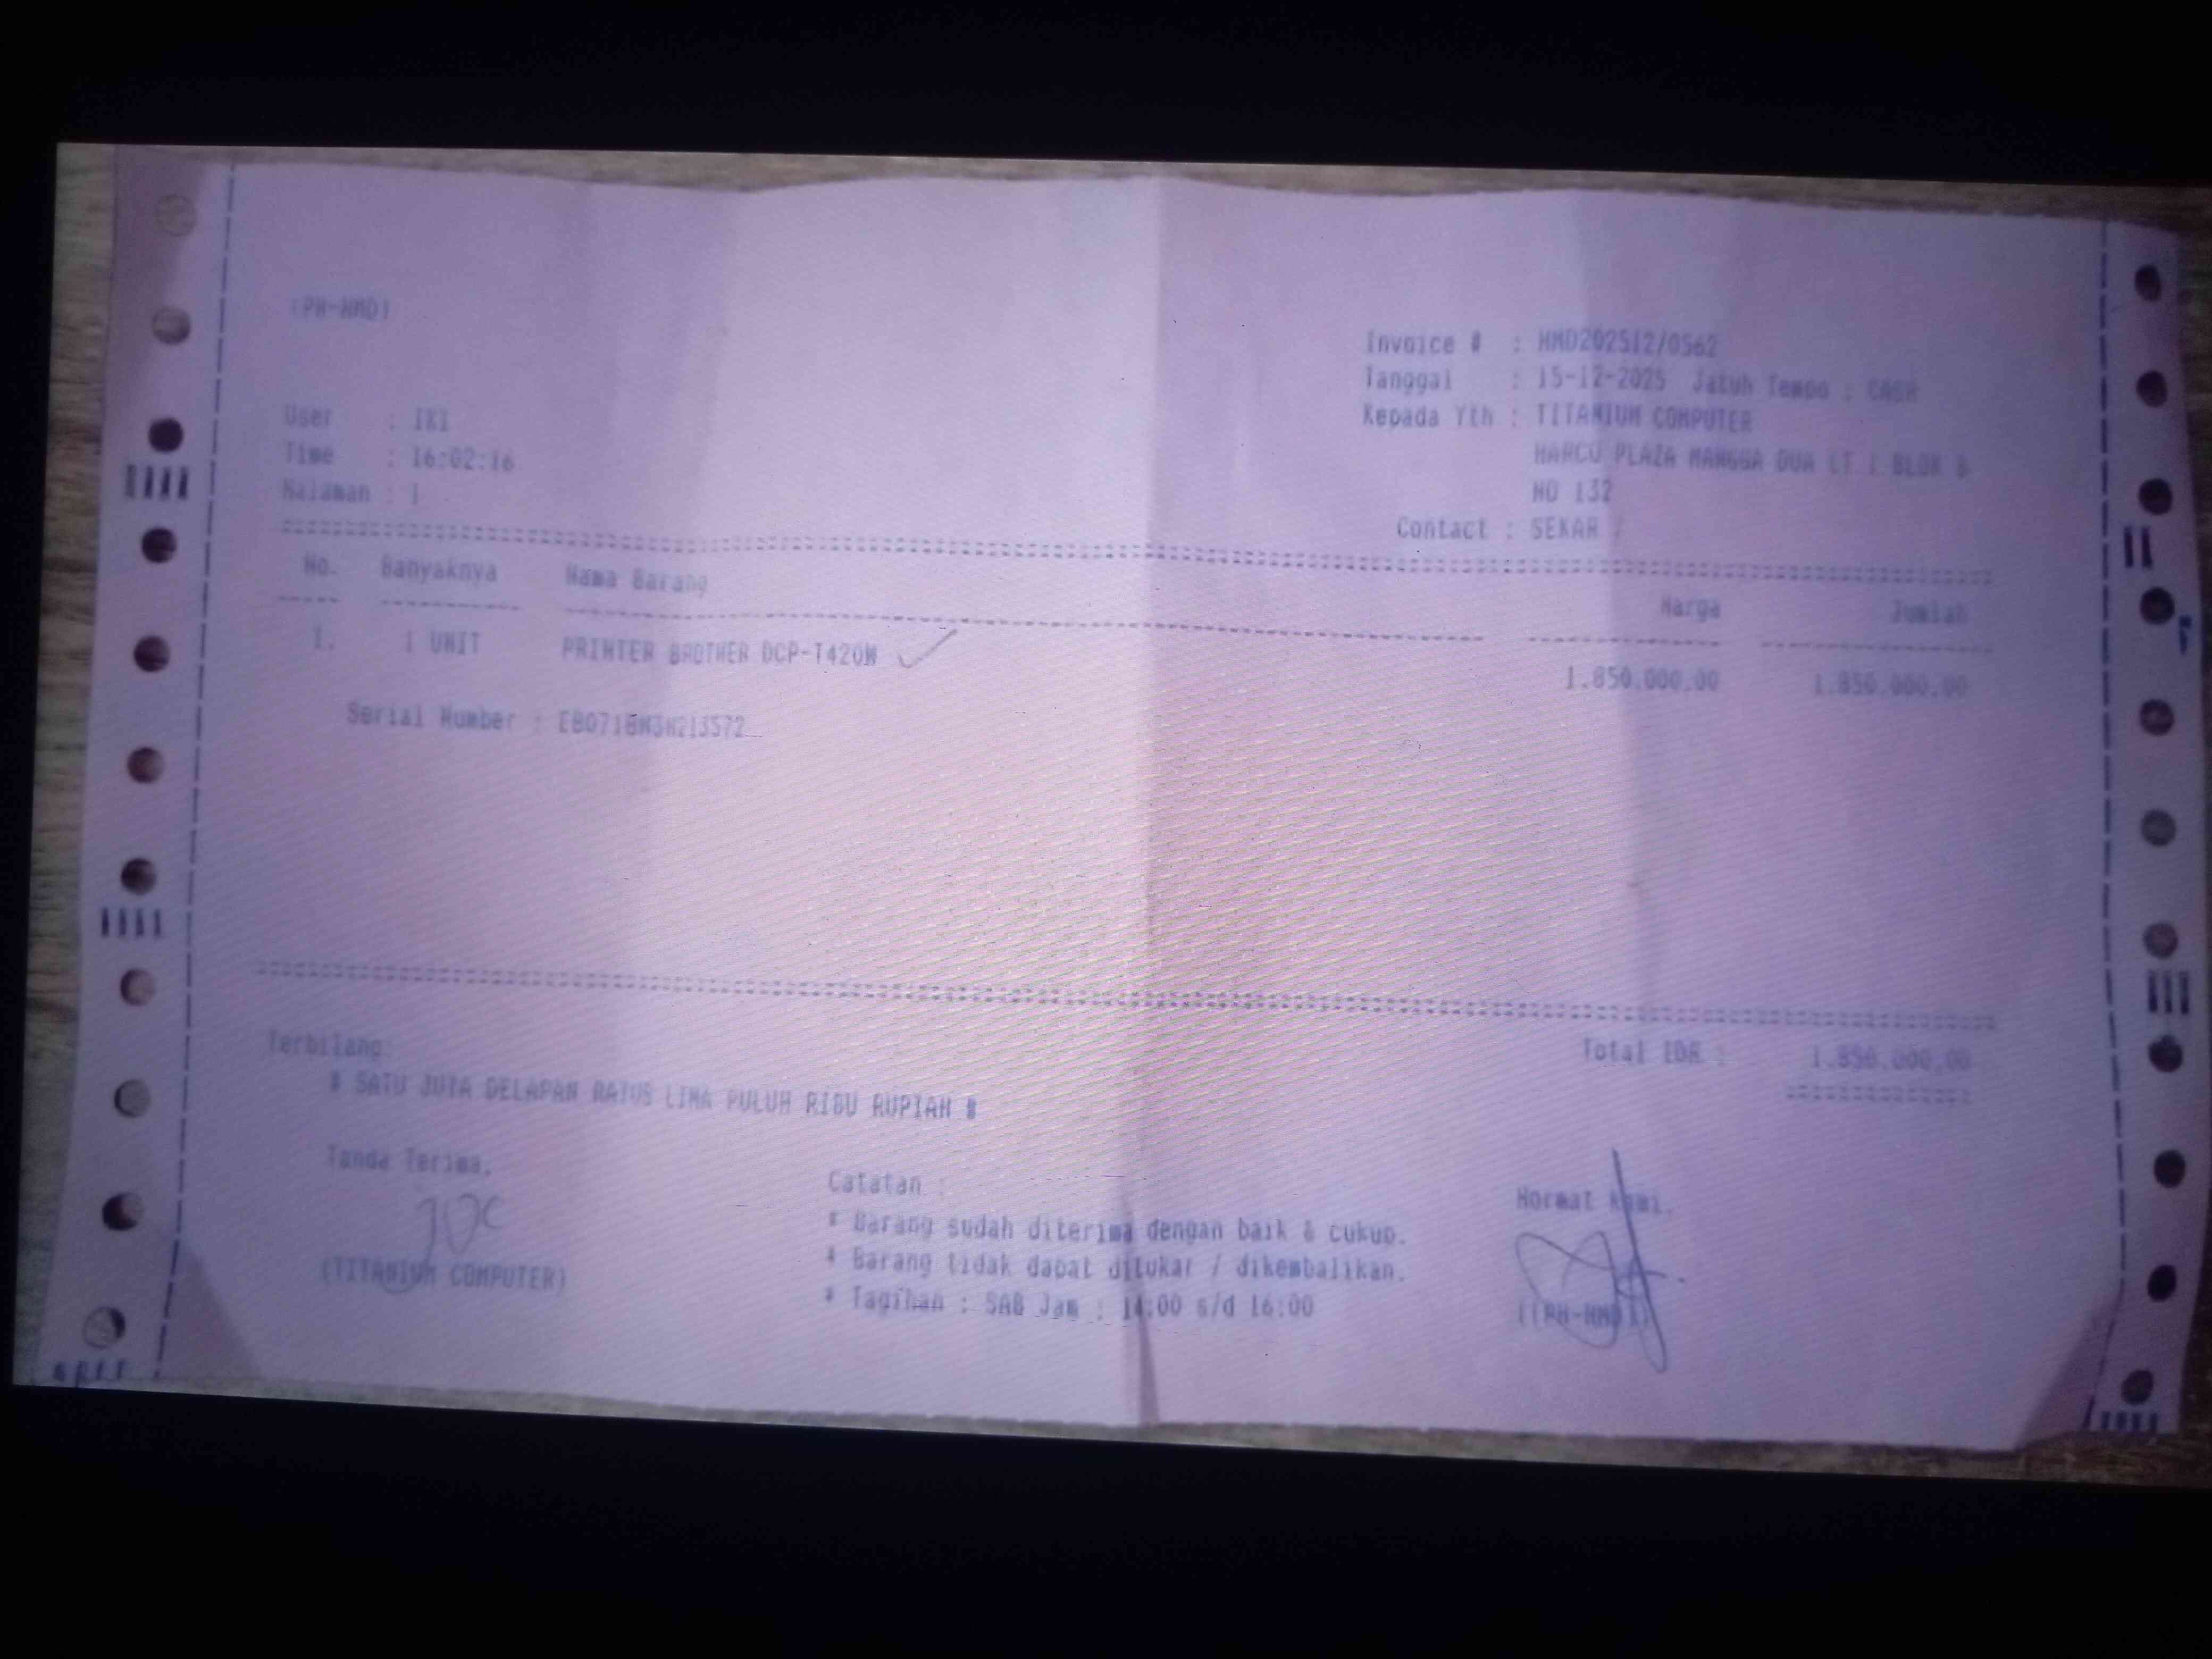 (PH-HMD)
Invoice # : HMD202512/0562
Tanggal : 15-12-2025 Jatuh Tempo : CASH
Kepada Yth : TITANIUM COMPUTER
HARCO PLAZA MANGGA DUA LT 1 BLOK B
NO 132
Contact : SEKAR /
User : IKI
Time : 16:02:16
Halaman : 1
No. Banyaknya Nama Barang Harga Jumlah
1. 1 UNIT PRINTER BROTHER DCP-T420W 1.850.000,00 1.850.000,00
Serial Number :
Terbilang: Total IDR : 1.850.000,00
# SATU JUTA DELAPAN RATUS LIMA PULUH RIBU RUPIAH #
Tanda Terima,
(TITANIUM COMPUTER)
Catatan :
* Barang sudah diterima dengan baik & cukup.
* Barang tidak dapat ditukar / dikembalikan.
* Tagihan : SAB Jam : 14:00 s/d 16:00
Hormat Kami,
((PH-HMD))